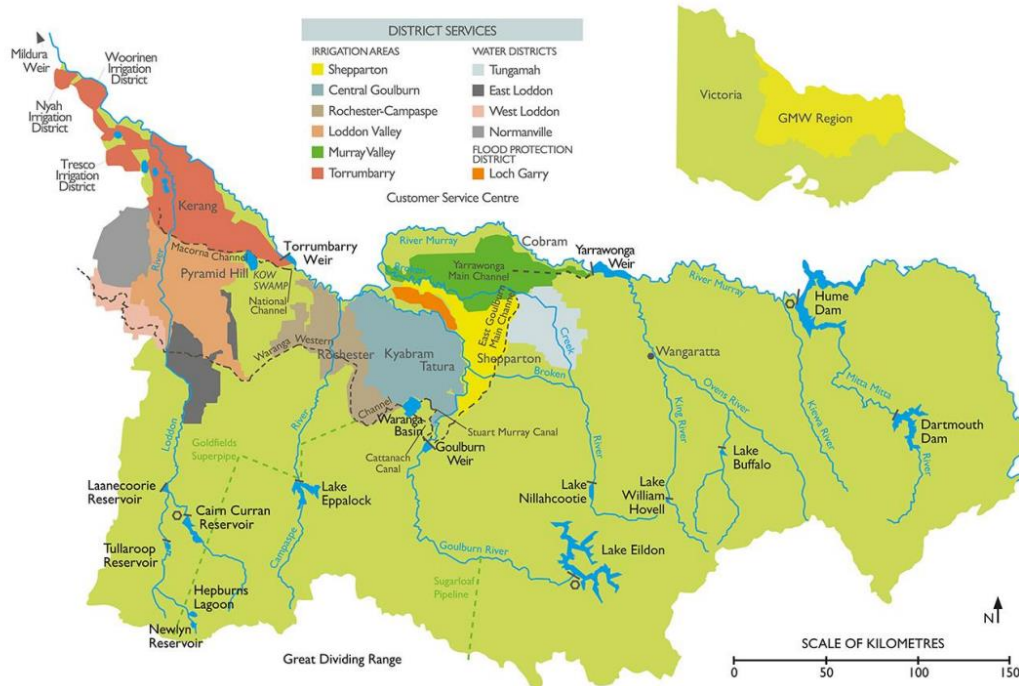 DISTRICT SERVICES
IRRIGATION AREAS
Shepparton
Central Goulburn
Rochester-Campaspe
Loddon Valley
Murray Valley
Torrumbarry
WATER DISTRICTS
Tungamah
East Loddon
West Loddon
Normanville
FLOOD PROTECTION
DISTRICT
Loch Garry
Customer Service Centre
Victoria
GMW Region
Mildura
Weir
Woorinen
Irrigation
District
Nyah
Irrigation
District
Tresco
Irrigation
District
Kerang
Macorna Channel
River
Pyramid Hill
KOW
SWAMP
Torrumbarry
Weir
National
Channel
River Murray
Cobram
Broken
Yarrawonga
Main Channel
Yarrawonga
Weir
East Goulburn
Main Channel
Creek
River Murray
Hume
Dam
Waranga Western
Channel
Rochester
Kyabram
Tatura
Shepparton
Broken
River
Wangaratta
Ovens River
King River
Kiewa River
Mitta Mitta
River
Dartmouth
Dam
Waranga
Basin
Stuart Murray Canal
Cattanach
Canal
Goulburn
Weir
Loddon
Goldfields
Superpipe
River
Campaspe
Lake
Eppalock
Laanecoorie
Reservoir
Cairn Curran
Reservoir
Tullaroop
Reservoir
Hepburns
Lagoon
Newlyn
Reservoir
Lake
Nillahcootie
Lake
William
Hovell
Lake
Buffalo
Lake Eildon
Goulburn River
Sugarloaf
Pipeline
Great Dividing Range
N
SCALE OF KILOMETRES
0 50 100 150